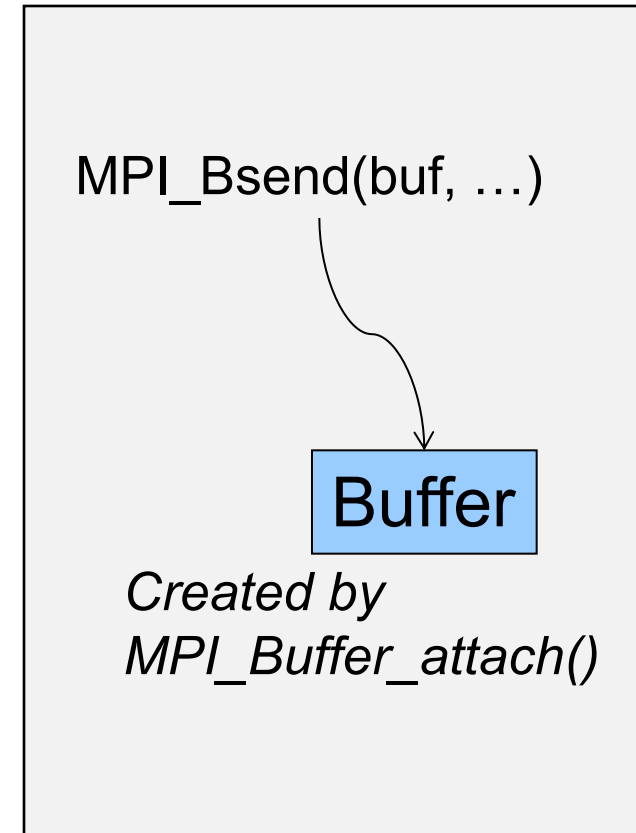 MPI_Bsend(buf, …)
Buffer
Created by
MPI_Buffer_attach()